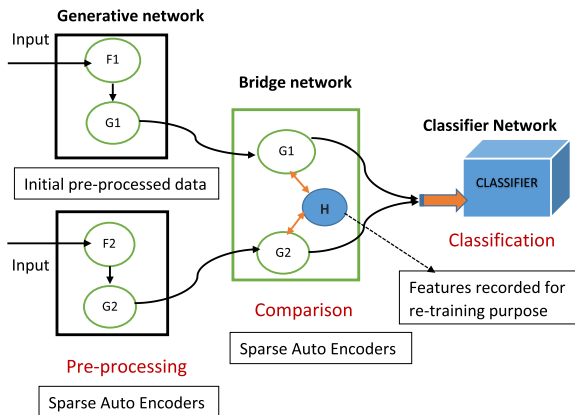 Generative network
Input
F1
G1
Initial pre-processed data
Input
F2
G2
Pre-processing
Sparse Auto Encoders
Bridge network
G1
H
G2
Comparison
Sparse Auto Encoders
Classifier Network
CLASSIFIER
Classification
Features recorded for
re-training purpose